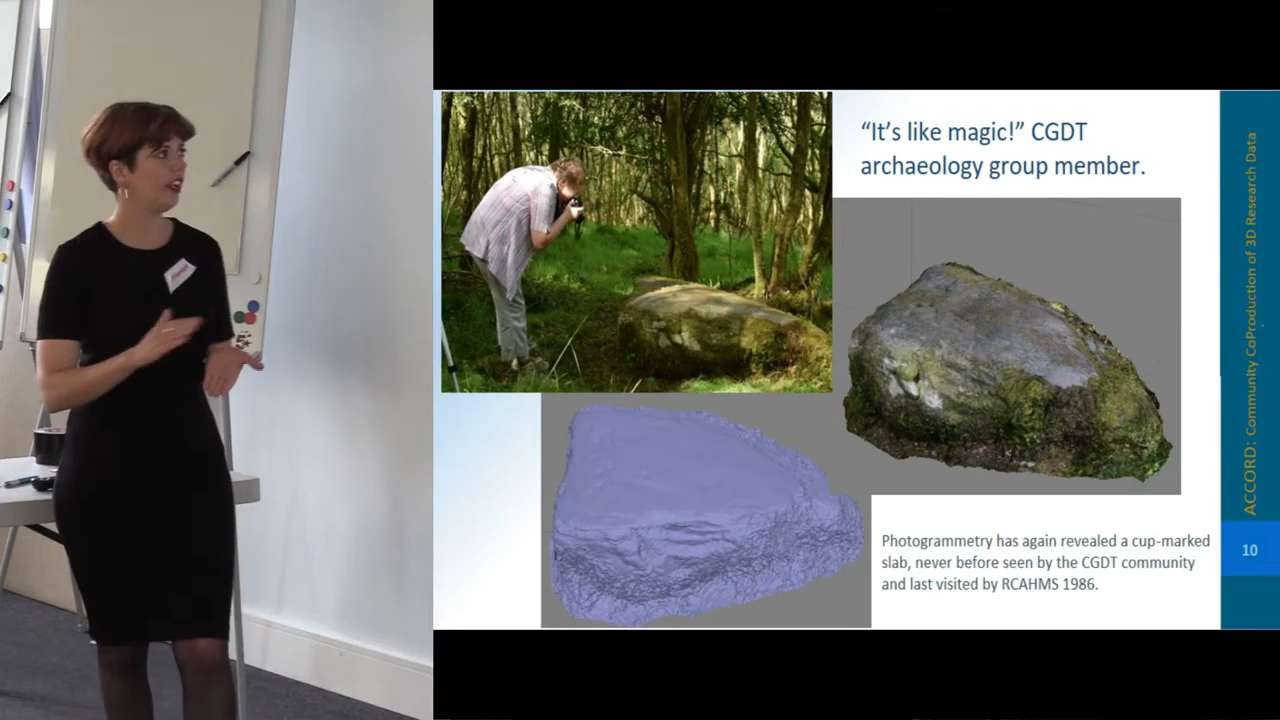 “It’s like magic!” CGDT
archaeology group member.
Photogrammetry has again revealed a cup-marked
slab, never before seen by the CGDT community
and last visited by RCAHMS 1986.
ACCORD: Community CoProduction of 3D Research Data
10